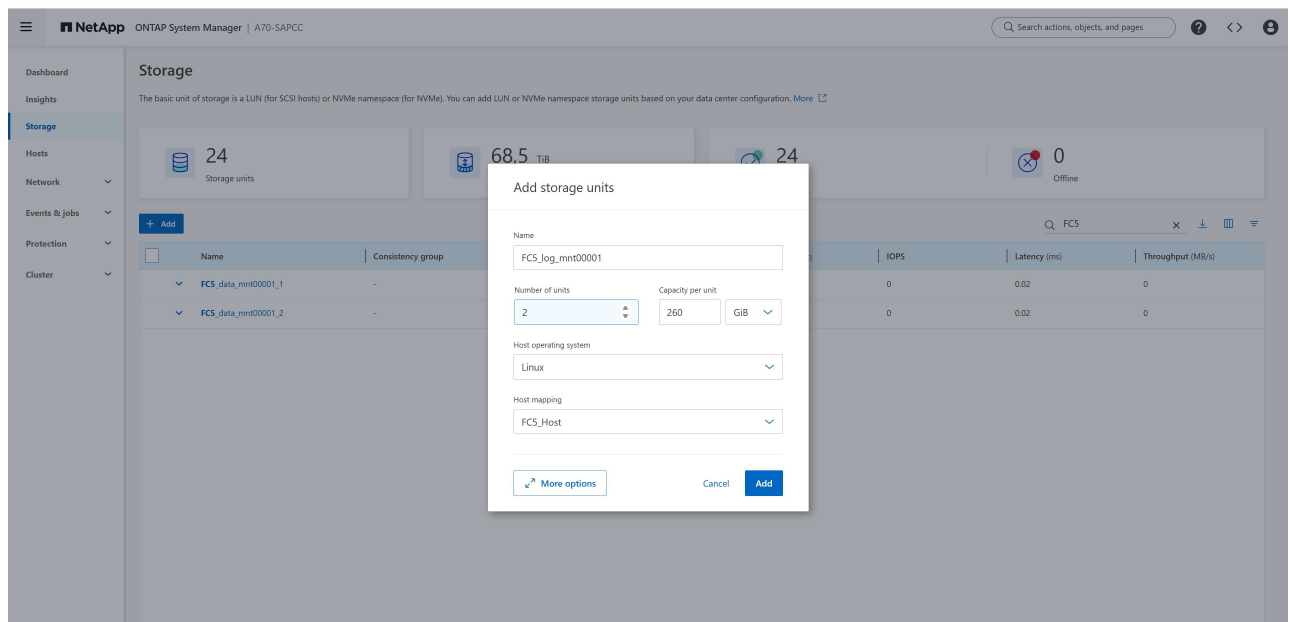 NetApp ONTAP System Manager | A70-SAPCC Search actions, objects, and pages
Dashboard
Insights
Storage
Hosts
Network
Events & jobs
Protection
Cluster
Storage
The basic unit of storage is a LUN (for SCSI hosts) or NVMe namespace (for NVMe). You can add LUN or NVMe namespace storage units based on your data center configuration. More
24
Storage units
68,5 TiB
24
0
Offline
+ Add
FC5
Name Consistency group IOPS Latency (ms) Throughput (MB/s)
FC5_data_mnt00001_1 - 0 0.02 0
FC5_data_mnt00001_2 - 0 0.02 0
Add storage units
Name
FC5_log_mnt00001
Number of units Capacity per unit
2 260 GiB
Host operating system
Linux
Host mapping
FC5_Host
More options Cancel Add